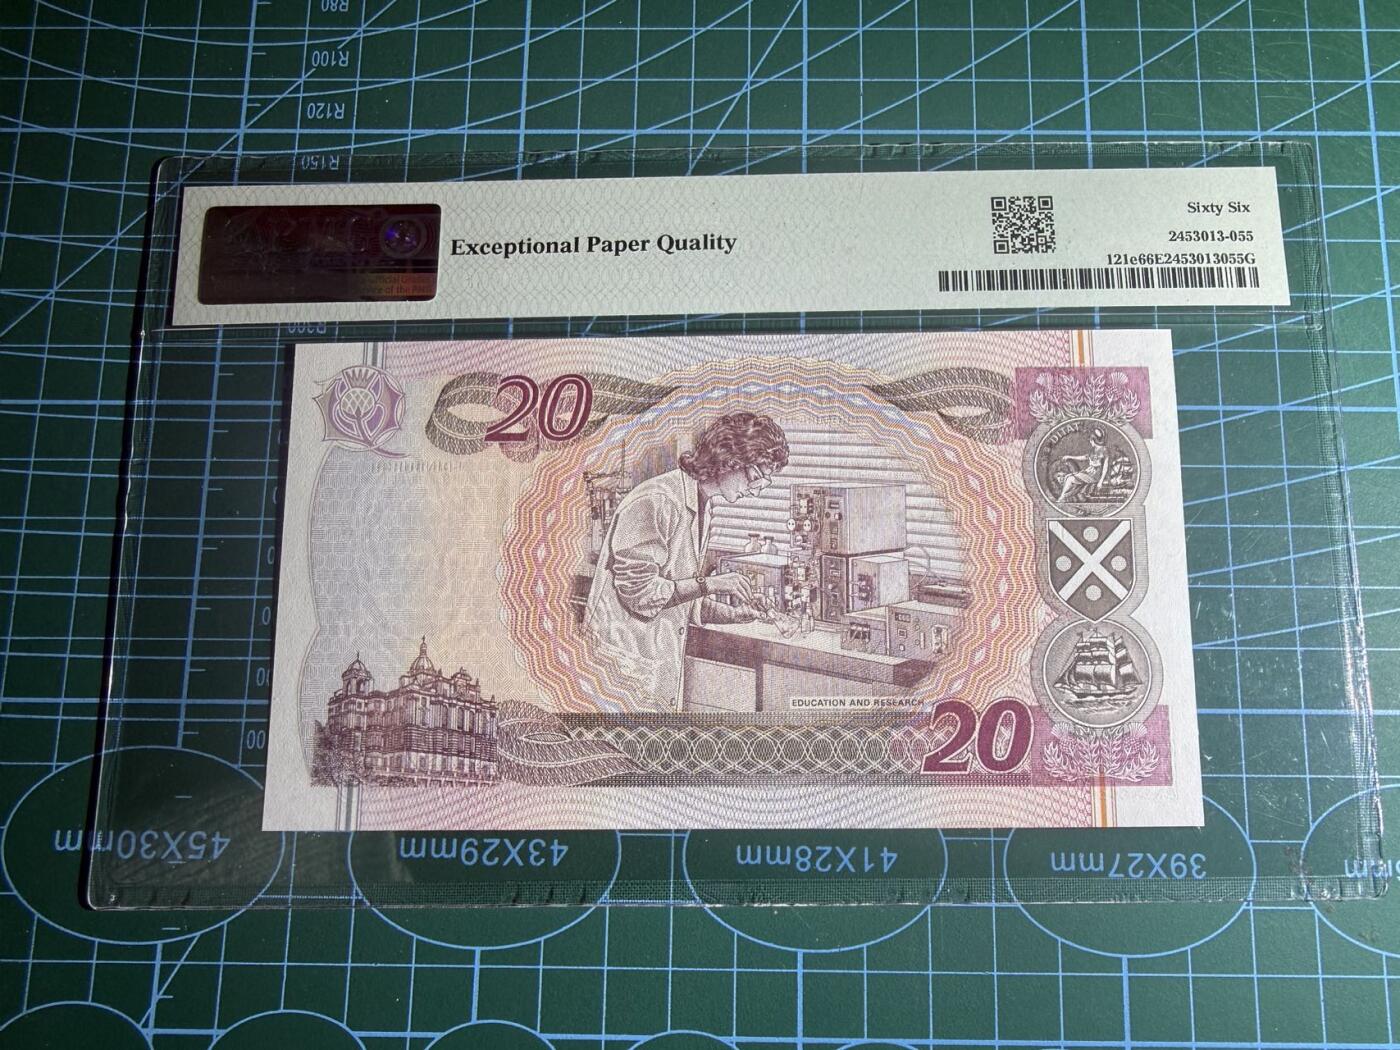 R80
R100
R120
R150
Exceptional Paper Quality
Sixty Six
2453013-055
121e66E2453013055G
20
DITAT
EDUCATION AND RESEARCH
20
45X30mm
43X29mm
41X28mm
39X27mm